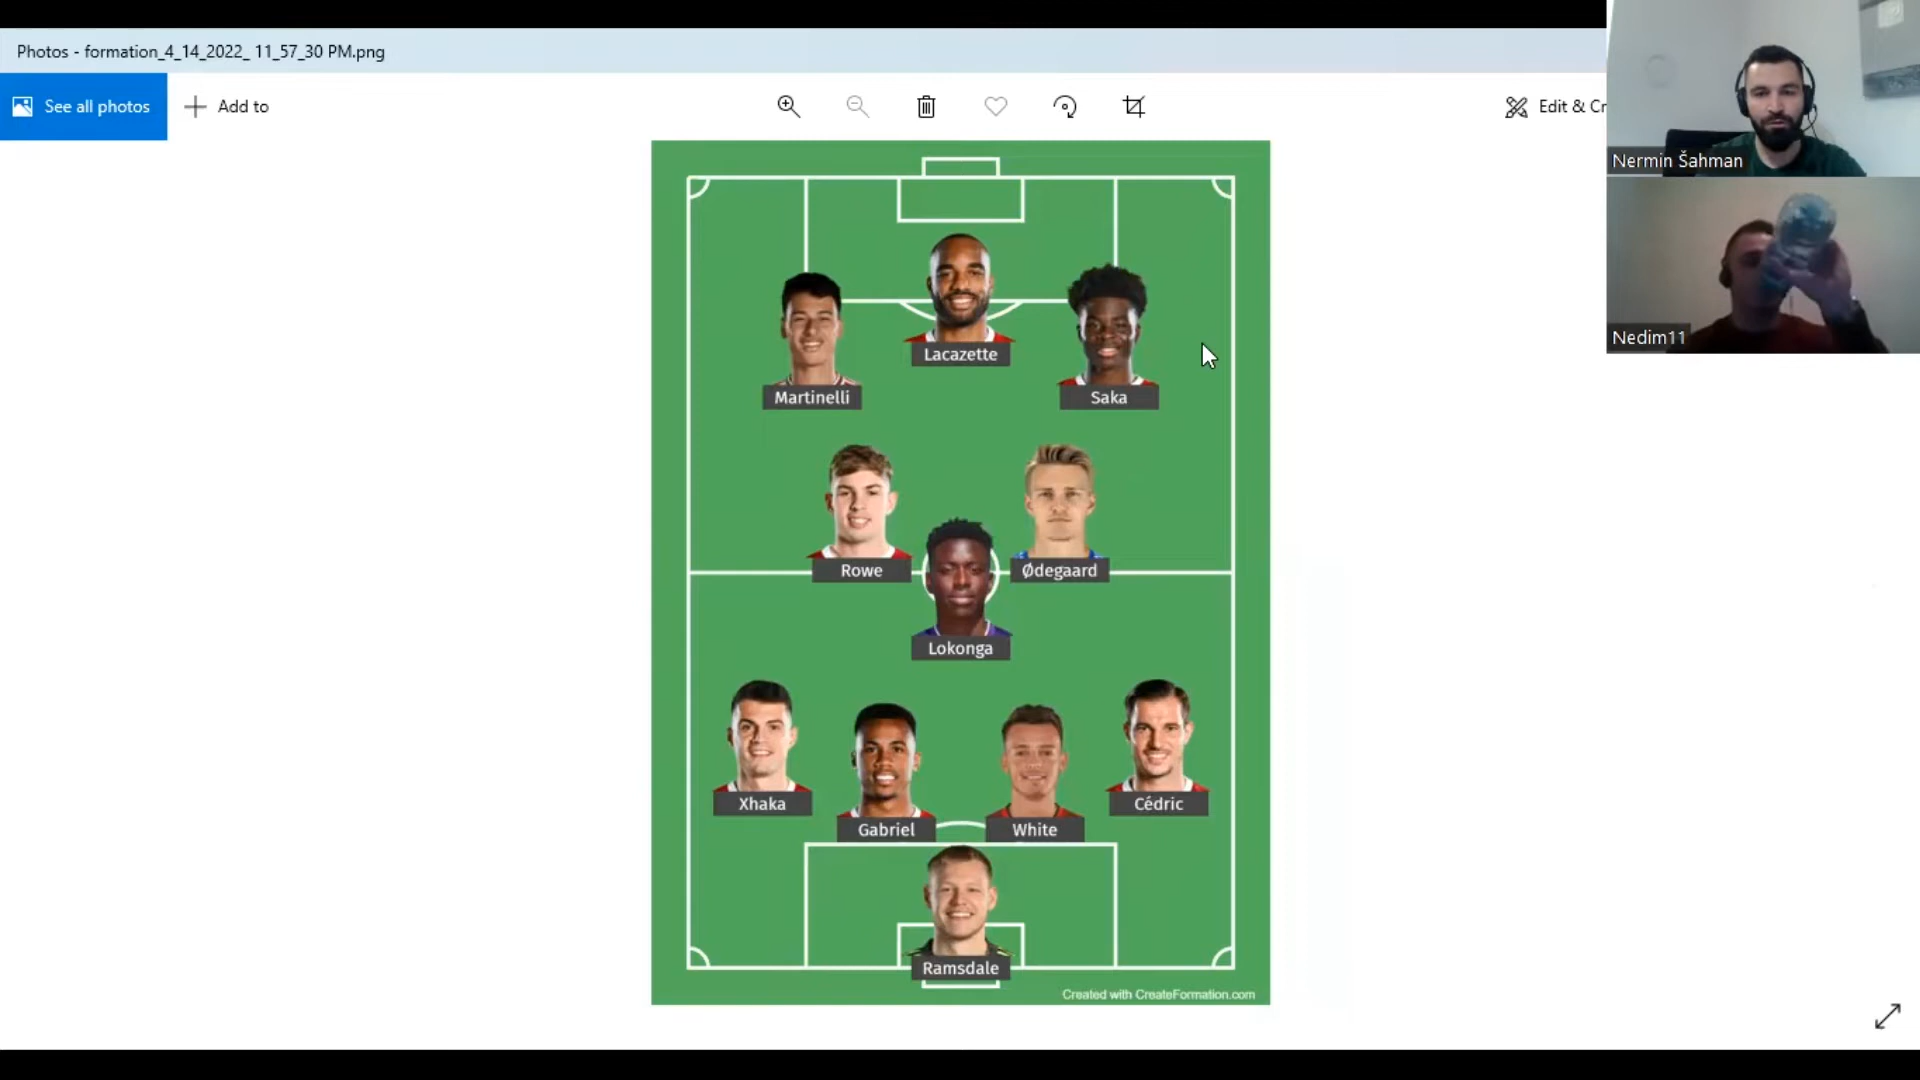 Photos - formation_4_14_2022_ 11_57_30 PM.png
See all photos
Add to
Edit & Cr
Nermin Šahman
Nedim11
Lacazette
Martinelli
Saka
Rowe
Ødegaard
Lokonga
Xhaka
Cédric
Gabriel
White
Ramsdale
Created with CreateFormation.com